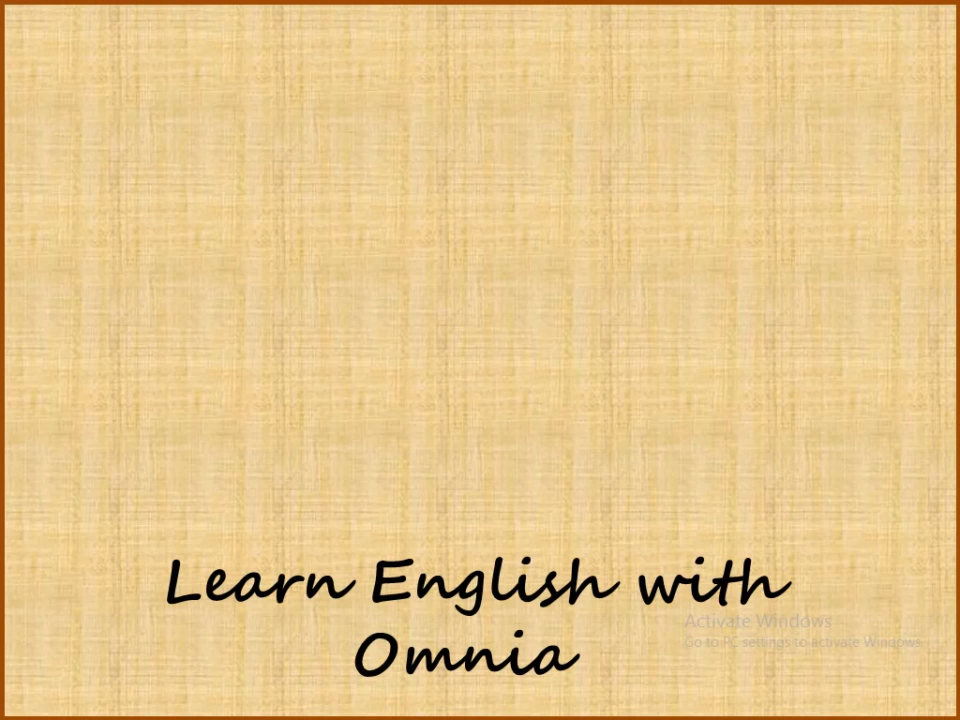 Learn English with
Omnia
Activate Windows
Go to PC settings to activate Windows.